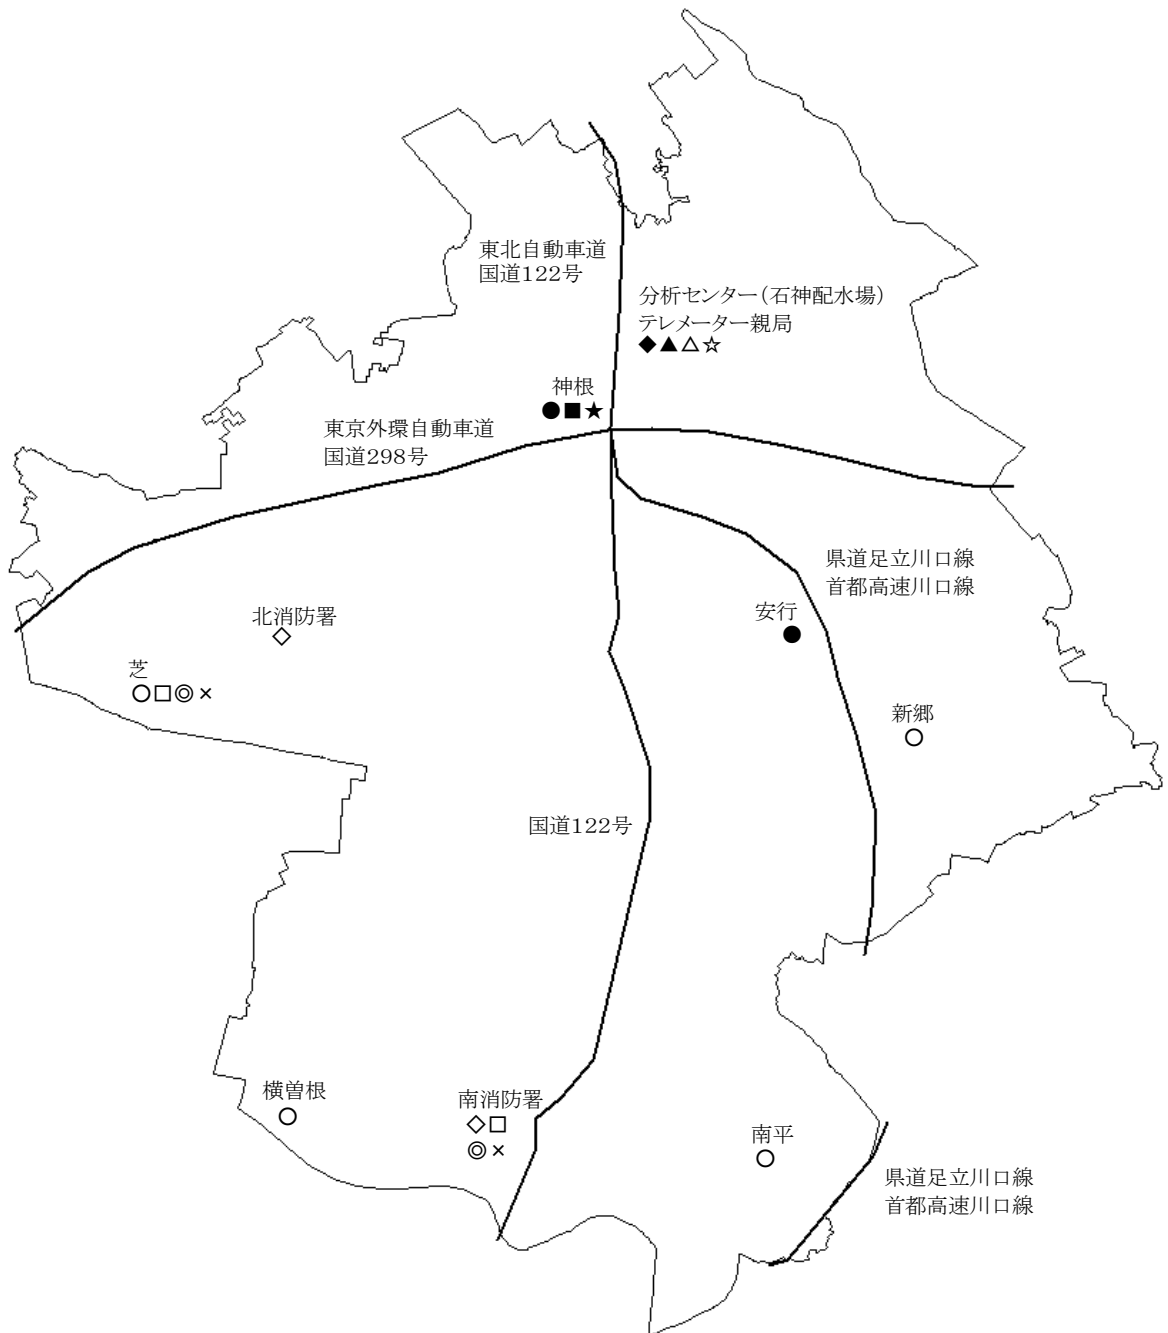 東北自動車道
国道122号
分析センター(石神配水場)
テレメーター親局
◆▲△☆
神根
●■★
東京外環自動車道
国道298号
県道足立川口線
首都高速川口線
北消防署
◇
安行
●
芝
○□◎×
新郷
○
国道122号
横曽根
○
南消防署
◇□
◎×
南平
○
県道足立川口線
首都高速川口線